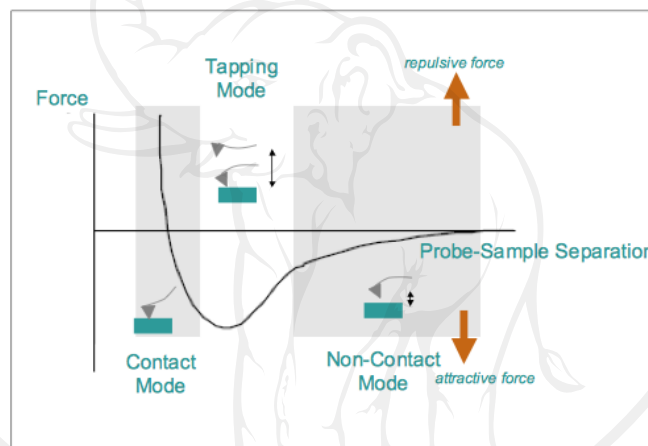 Tapping
Mode
repulsive force
Force
Probe-Sample Separation
Contact
Mode
Non-Contact
Mode
attractive force